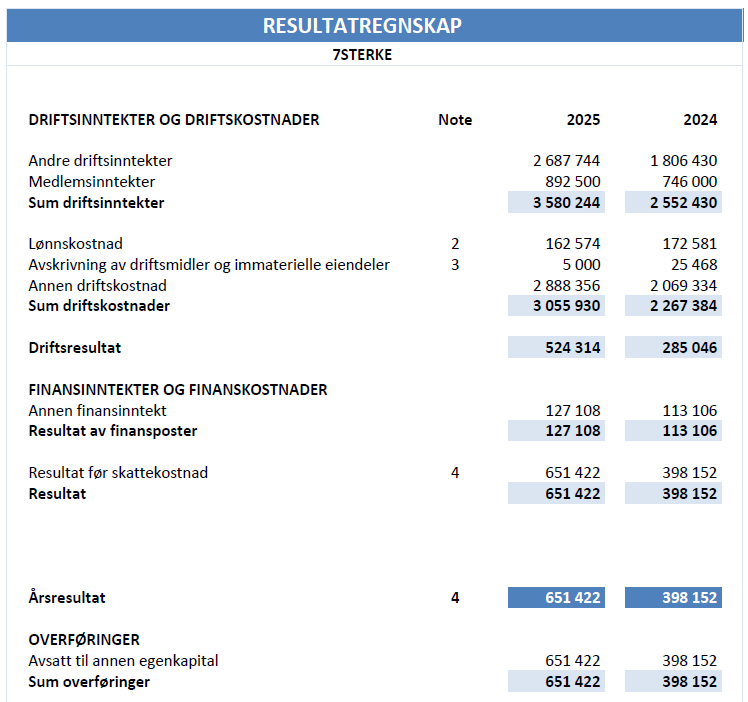 RESULTATREGNSKAP
7STERKE
DRIFTSINNTEKTER OG DRIFTSKOSTNADER Note 2025 2024
Andre driftsinntekter 2 687 744 1 806 430
Medlemsinntekter 892 500 746 000
Sum driftsinntekter 3 580 244 2 552 430
Lønnskostnad 2 162 574 172 581
Avskrivning av driftsmidler og immaterielle eiendeler 3 5 000 25 468
Annen driftskostnad 2 888 356 2 069 334
Sum driftskostnader 3 055 930 2 267 384
Driftsresultat 524 314 285 046
FINANSINNTEKTER OG FINANSKOSTNADER
Annen finansinntekt 127 108 113 106
Resultat av finansposter 127 108 113 106
Resultat før skattekostnad 4 651 422 398 152
Resultat 651 422 398 152
Årsresultat 4 651 422 398 152
OVERFØRINGER
Avsatt til annen egenkapital 651 422 398 152
Sum overføringer 651 422 398 152